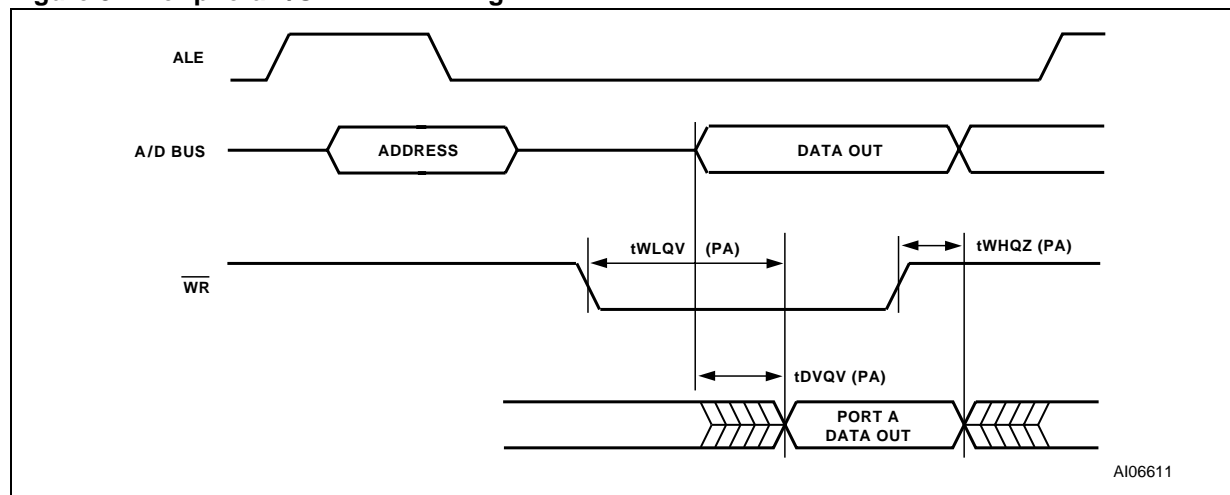 ALE
A/D BUS
ADDRESS
DATA OUT
tWLQV (PA)
tWHQZ (PA)
WR
tDVQV (PA)
PORT A
DATA OUT
AI06611